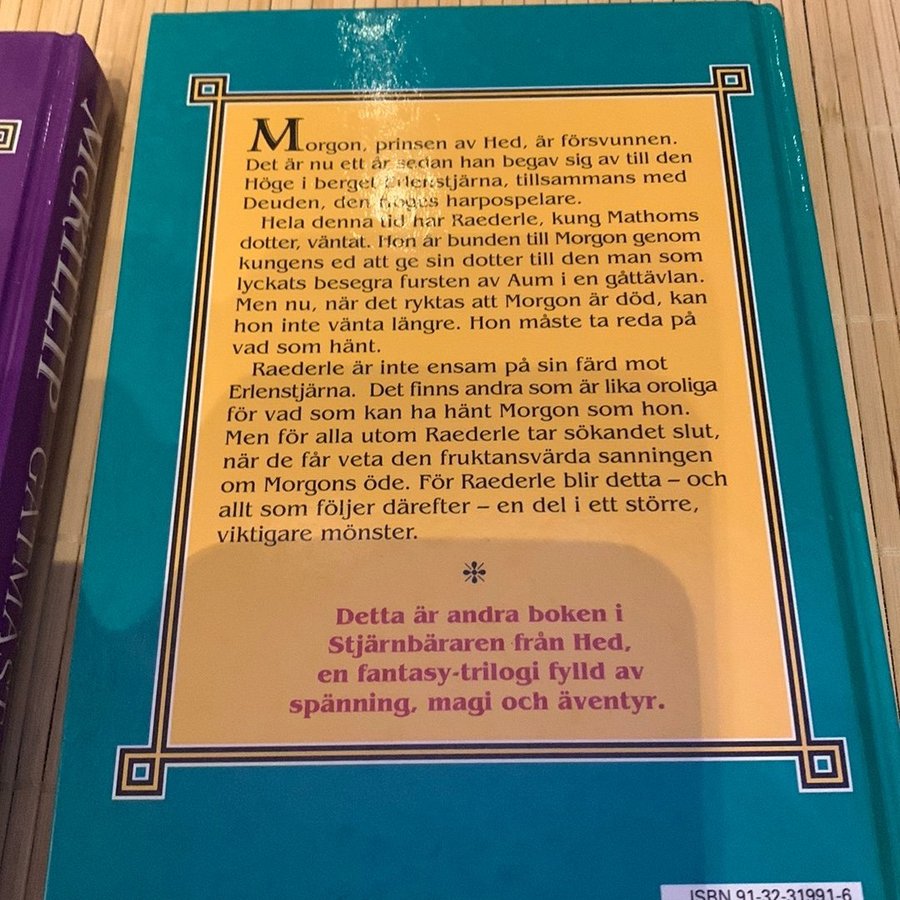 McKILLIP GÅTMÄST
Morgon, prinsen av Hed, är försvunnen.
Det är nu ett år sedan han begav sig av till den
Höge i berget Erlenstjärna, tillsammans med
Deuden, den Höges harpospelare.
Hela denna tid har Raederle, kung Mathoms
dotter, väntat. Hon är bunden till Morgon genom
kungens ed att ge sin dotter till den man som
lyckats besegra fursten av Aum i en gåttävlan.
Men nu, när det ryktas att Morgon är död, kan
hon inte vänta längre. Hon måste ta reda på
vad som hänt.
Raederle är inte ensam på sin färd mot
Erlenstjärna. Det finns andra som är lika oroliga
för vad som kan ha hänt Morgon som hon.
Men för alla utom Raederle tar sökandet slut,
när de får veta den fruktansvärda sanningen
om Morgons öde. För Raederle blir detta – och
allt som följer därefter – en del i ett större,
viktigare mönster.
Detta är andra boken i
Stjärnbäraren från Hed,
en fantasy-trilogi fylld av
spänning, magi och äventyr.
ISBN 91-32-31991-6